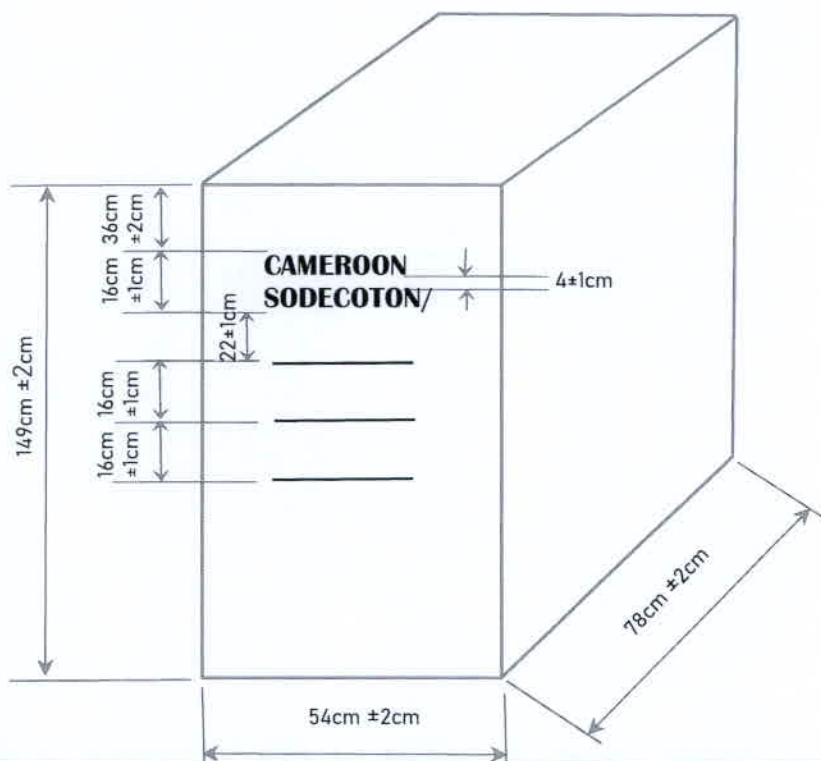 36cm
±2cm
16cm
±1cm
CAMEROON
SODECOTON/
4±1cm
22±1cm
149cm ±2cm
16cm
±1cm
16cm
±1cm
78cm ±2cm
54cm ±2cm